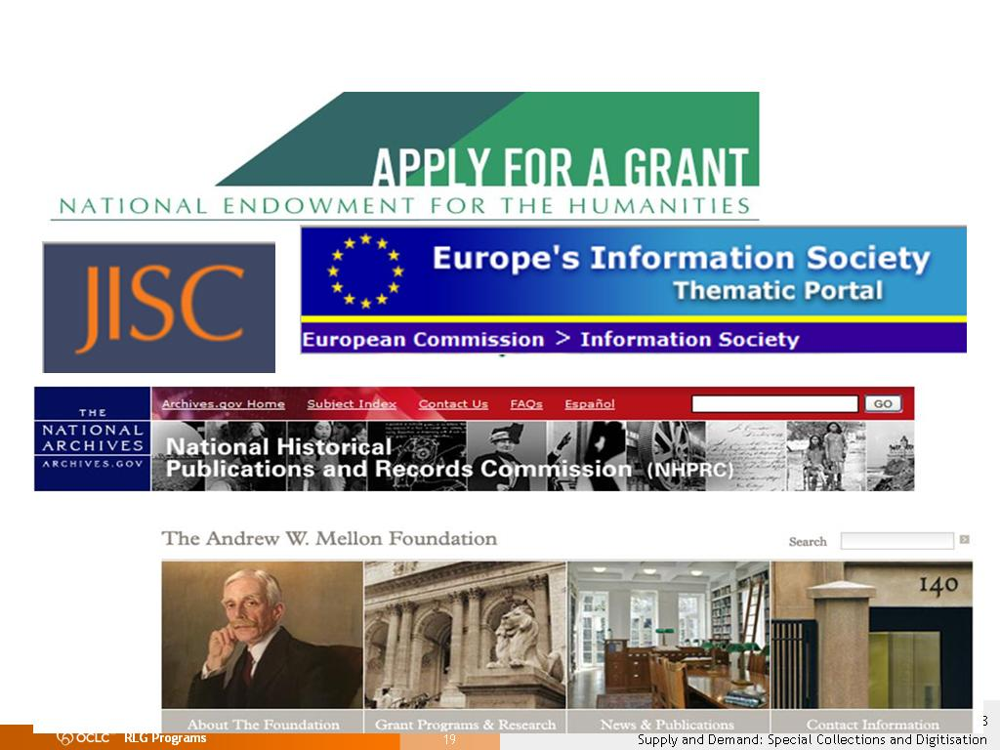 APPLY FOR A GRANT
NATIONAL ENDOWMENT FOR THE HUMANITIES
JISC
Europe's Information Society
Thematic Portal
European Commission > Information Society
THE
NATIONAL
ARCHIVES
ARCHIVES.GOV
Archives.gov Home Subject Index Contact Us FAQs Español GO
National Historical
Publications and Records Commission (NHPRC)
The Andrew W. Mellon Foundation
Search
140
About The Foundation Grant Programs & Research News & Publications Contact Information
OCLC RLG Programs
19
3
Supply and Demand: Special Collections and Digitisation